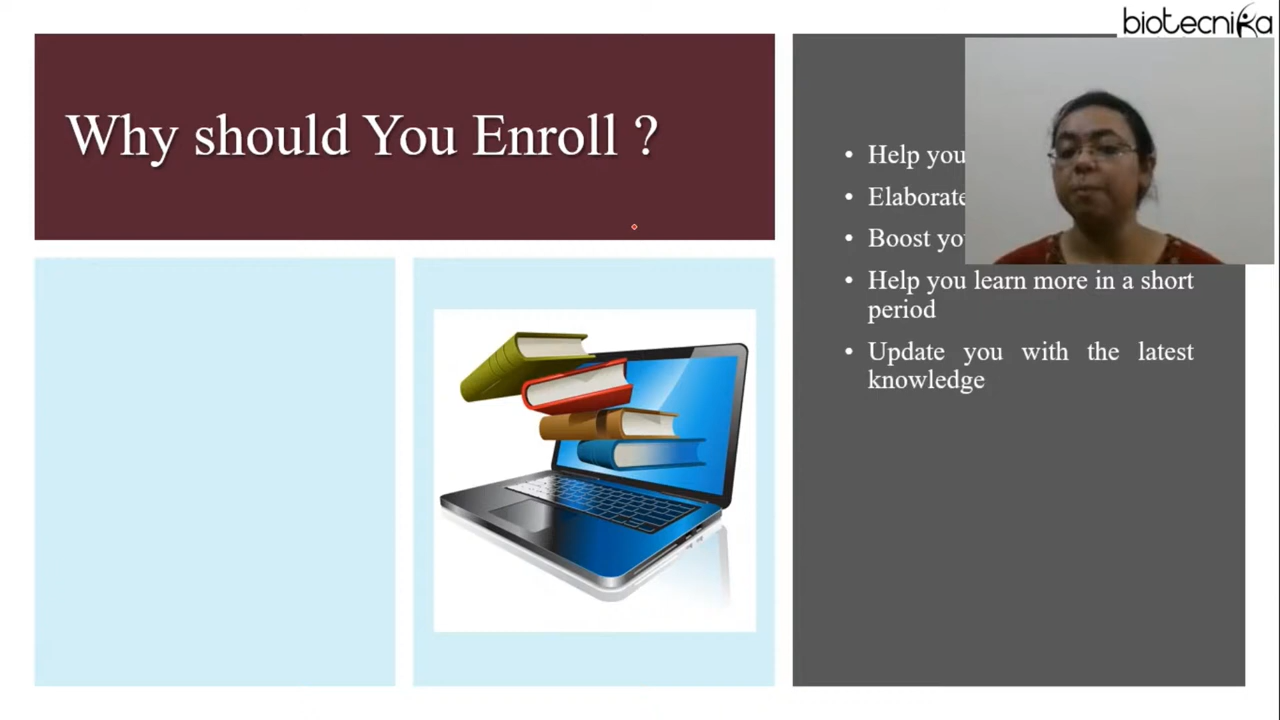 biotecnika
Why should You Enroll ?
• Help you
• Elaborate
• Boost
• Help you learn more in a short
period
• Update you with the latest
knowledge